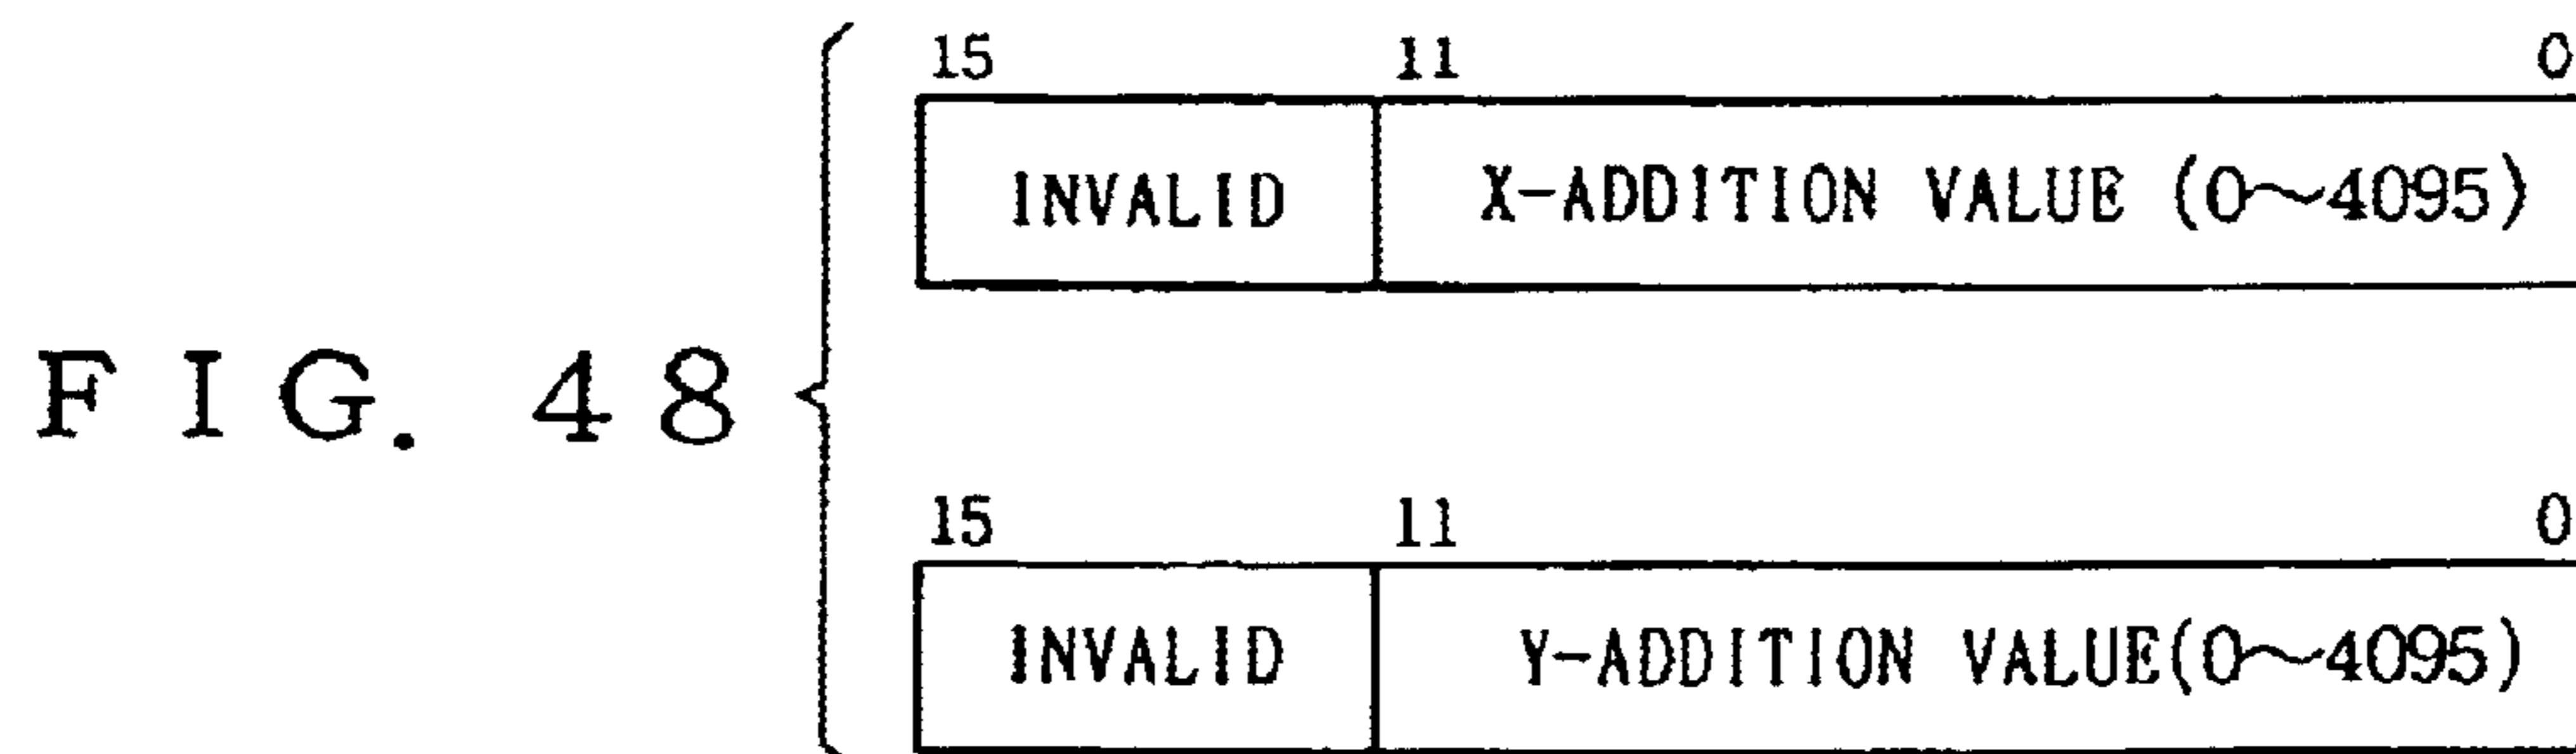 15 11 0
INVALID X-ADDITION VALUE (0~4095)
FIG. 48
15 11 0
INVALID Y-ADDITION VALUE(0~4095)